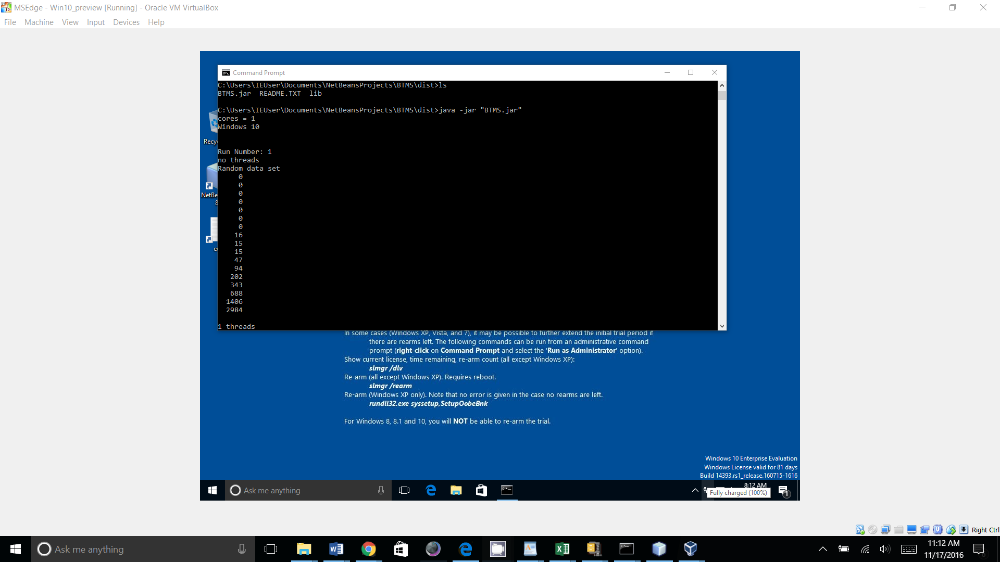 MSEdge - Win10_preview [Running] - Oracle VM VirtualBox
File Machine View Input Devices Help
Command Prompt
C:\Users\IEUser\Documents\NetBeansProjects\BTMS\dist>ls
BTMS.jar README.TXT lib
C:\Users\IEUser\Documents\NetBeansProjects\BTMS\dist>java -jar "BTMS.jar"
cores = 1
Windows 10
Run Number: 1
no threads
Random data set
0
0
0
0
0
0
0
16
15
15
47
94
202
343
688
1406
2984
1 threads
Recy
NetBe
8
e
In some cases (Windows XP, Vista, and 7), it may be possible to further extend the initial trial period if
there are rearms left. The following commands can be run from an administrative command
prompt (right-click on Command Prompt and select the 'Run as Administrator' option).
Show current license, time remaining, re-arm count (all except Windows XP):
slmgr /dlv
Re-arm (all except Windows XP). Requires reboot.
slmgr /rearm
Re-arm (Windows XP only). Note that no error is given in the case no rearms are left.
rundll32.exe syssetup,SetupOobeBnk
For Windows 8, 8.1 and 10, you will NOT be able to re-arm the trial.
Windows 10 Enterprise Evaluation
Windows License valid for 81 days
Build 14393.rs1_release.160715-1616
Ask me anything
8:12 AM
Fully charged (100%)
1
Right Ctrl
Ask me anything
11:12 AM
11/17/2016